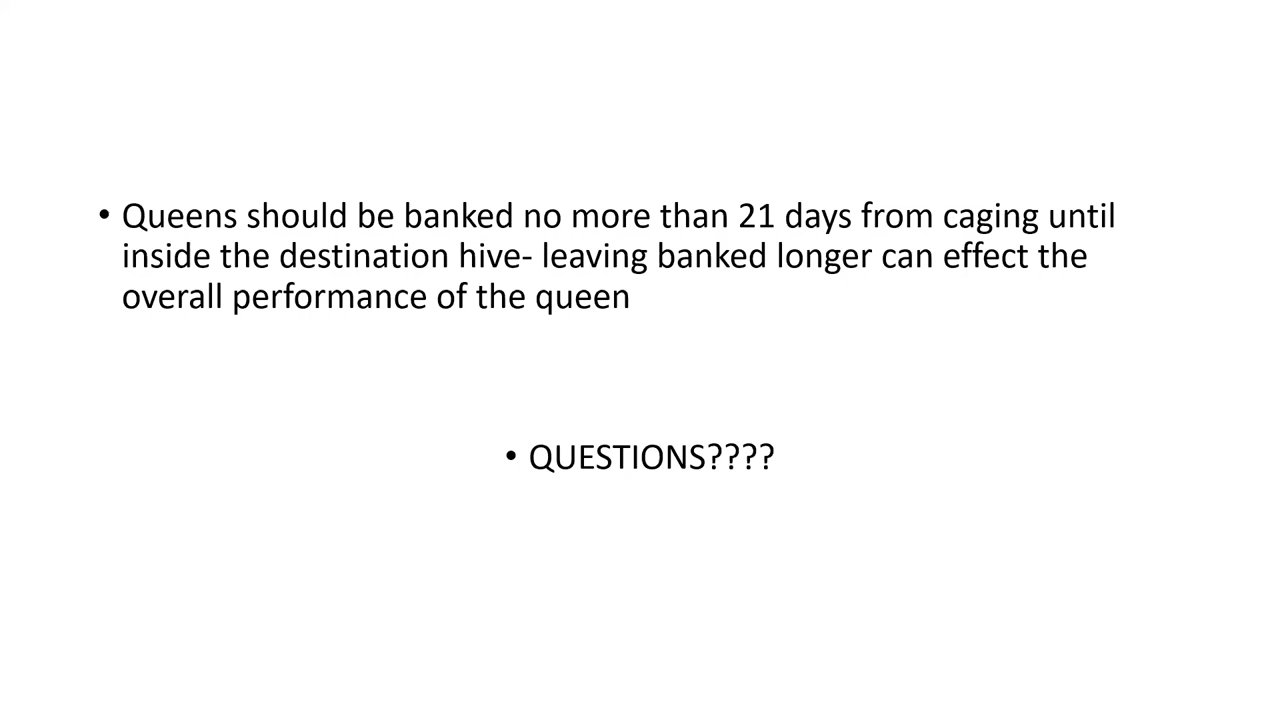 • Queens should be banked no more than 21 days from caging until
inside the destination hive- leaving banked longer can effect the
overall performance of the queen
• QUESTIONS????